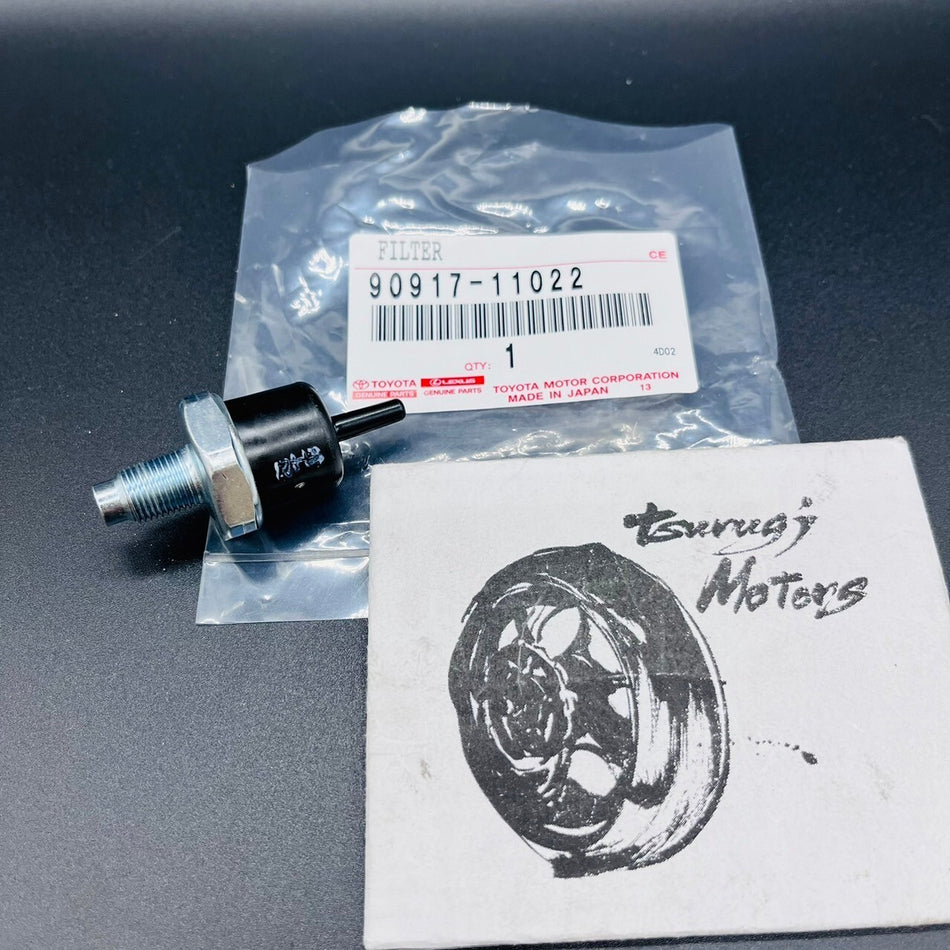 FILTER
CE
90917-11022
QTY: 1
4D02
TOYOTA
GENUINE PARTS
LEXUS
GENUINE PARTS
TOYOTA MOTOR CORPORATION
MADE IN JAPAN 13
tsurugi
Motors